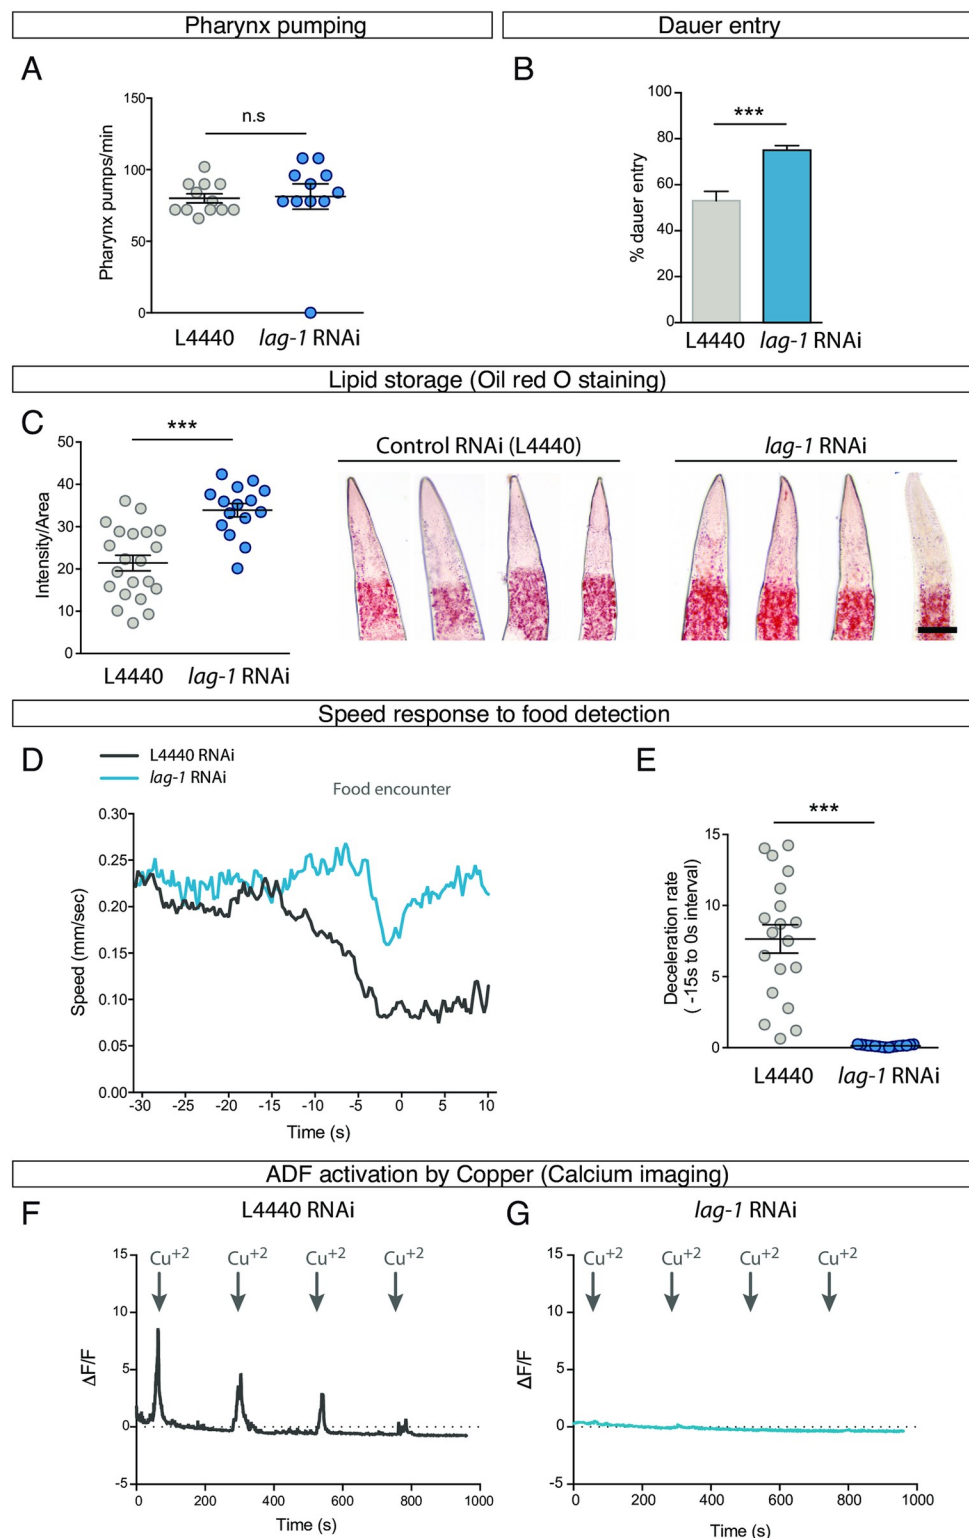 Pharynx pumping
Dauer entry
A
B
150
100
50
0
Pharynx pumps/min
n.s
L4440
lag-1 RNAi
100
80
60
40
20
0
% dauer entry
***
L4440
lag-1 RNAi
Lipid storage (Oil red O staining)
C
50
40
30
20
10
0
Intensity/Area
***
L4440
lag-1 RNAi
Control RNAi (L4440)
lag-1 RNAi
Speed response to food detection
D
L4440 RNAi
lag-1 RNAi
Food encounter
0.30
0.25
0.20
0.15
0.10
0.05
0.00
Speed (mm/sec)
-30 -25 -20 -15 -10 -5 0 5 10
Time (s)
E
***
15
10
5
0
Deceleration rate
( -15s to 0s interval)
L4440
lag-1 RNAi
ADF activation by Copper (Calcium imaging)
F
L4440 RNAi
Cu+2 Cu+2 Cu+2 Cu+2
15
10
5
0
-5
ΔF/F
0 200 400 600 800 1000
Time (s)
G
lag-1 RNAi
Cu+2 Cu+2 Cu+2 Cu+2
15
10
5
0
-5
ΔF/F
0 200 400 600 800 1000
Time (s)